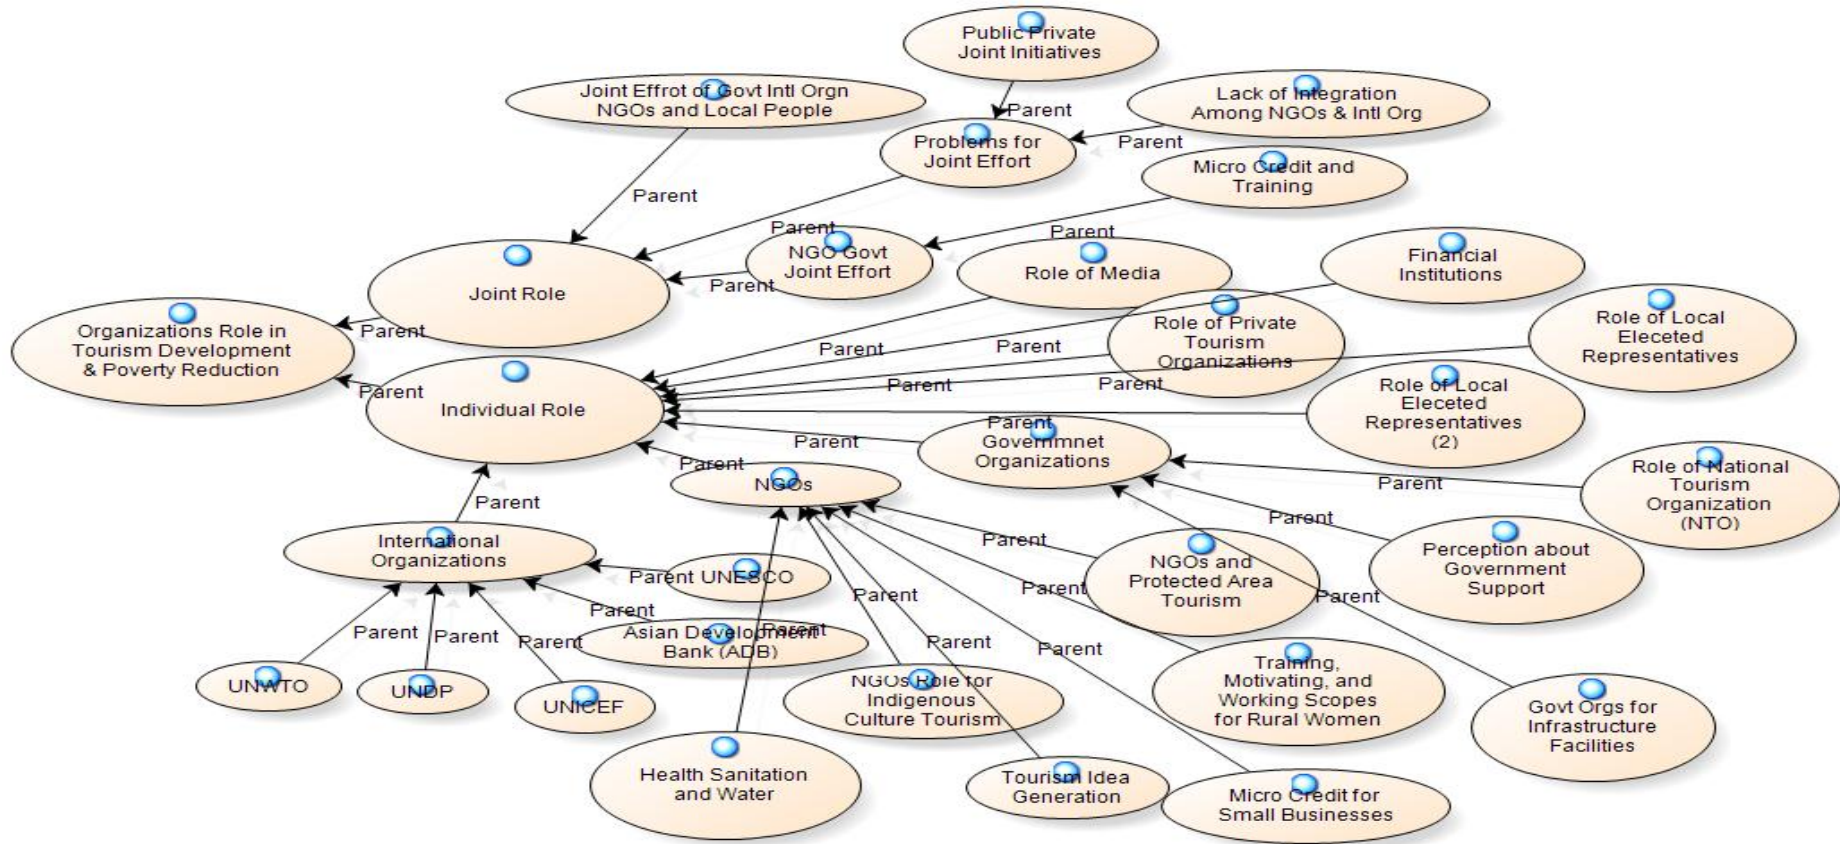 Public Private
Joint Initiatives
Joint Effrot of Govt Intl Orgn
NGOs and Local People
Parent
Lack of Integration
Among NGOs & Intl Org
Problems for
Joint Effort
Parent
Micro Credit and
Training
Parent
Parent
NGO Govt
Joint Effort
Parent
Parent
Role of Media
Financial
Institutions
Joint Role
Organizations Role in
Tourism Development
& Poverty Reduction
Parent
Role of Private
Tourism
Organizations
Role of Local
Eleceted
Representatives
Parent
Parent
Parent
Parent
Parent
Individual Role
Role of Local
Eleceted
Representatives
(2)
Parent
Parent
Governmnet
Organizations
Parent
NGOs
Role of National
Tourism
Organization
(NTO)
Parent
Parent
Parent
International
Organizations
Parent
NGOs and
Protected Area
Tourism
Perception about
Government
Support
Parent
UNESCO
Parent
Parent
Parent
Parent
Asian Development
Bank (ADB)
Parent
Parent
Parent
Parent
Parent
Parent
UNWTO
UNDP
UNICEF
NGOs Role for
Indigenous
Culture Tourism
Training,
Motivating, and
Working Scopes
for Rural Women
Govt Orgs for
Infrastructure
Facilities
Health Sanitation
and Water
Tourism Idea
Generation
Micro Credit for
Small Businesses